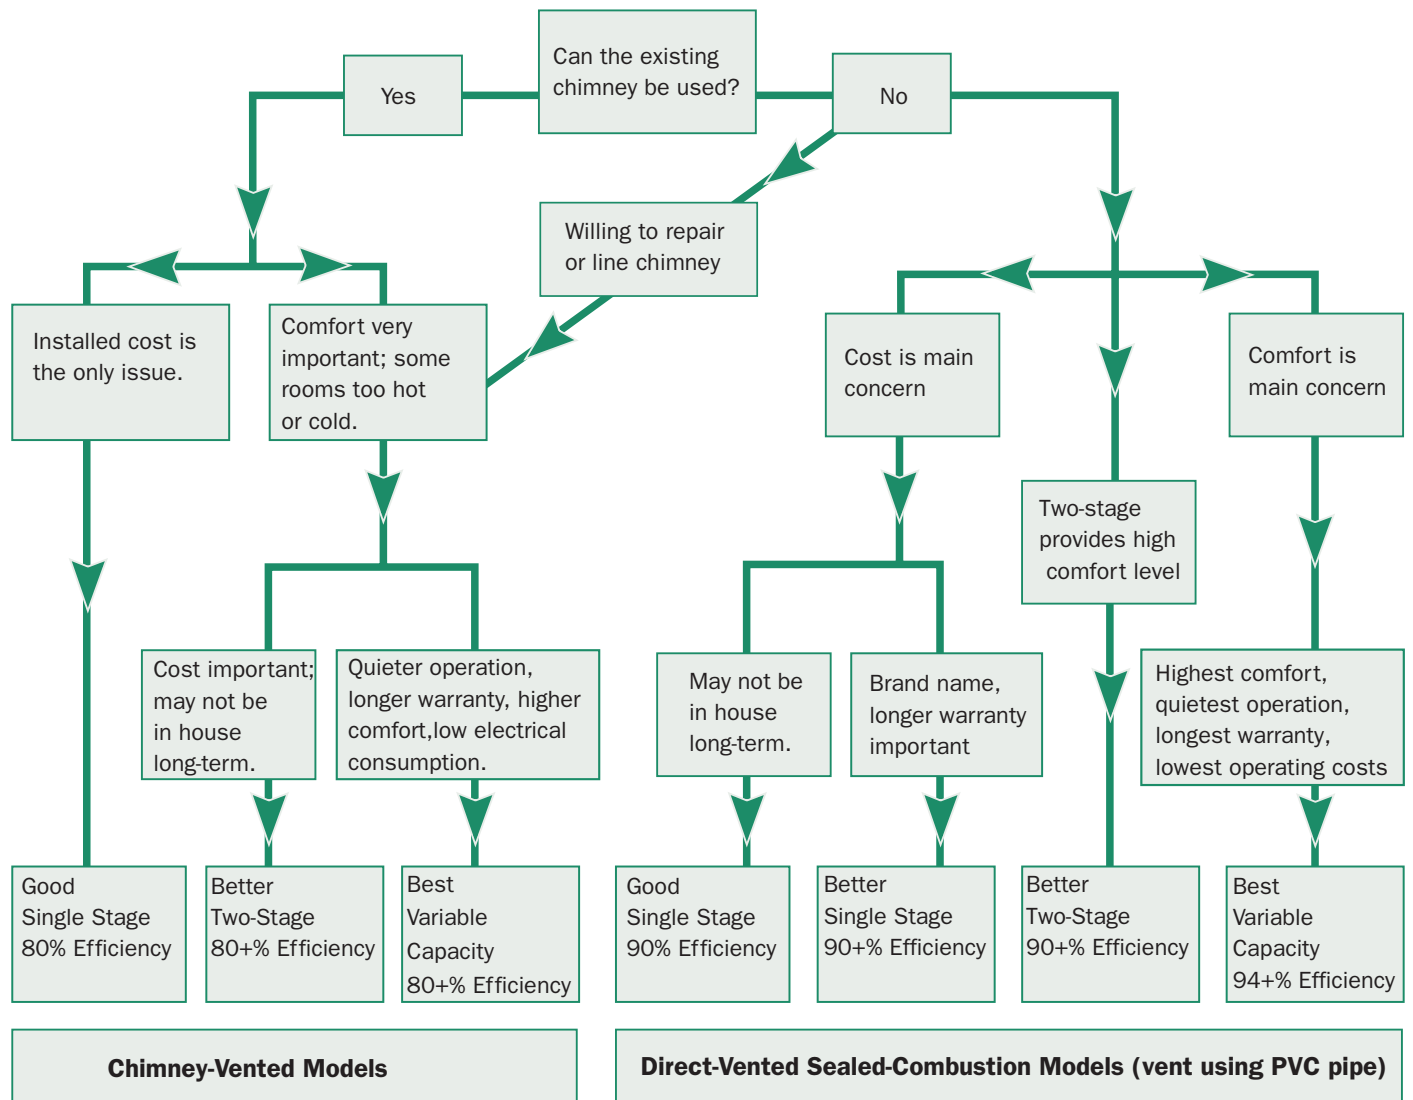 Can the existing
chimney be used?
Yes
No
Willing to repair
or line chimney
Installed cost is
the only issue.
Comfort very
important; some
rooms too hot
or cold.
Cost is main
concern
Comfort is
main concern
Two-stage
provides high
comfort level
Cost important;
may not be
in house
long-term.
Quieter operation,
longer warranty, higher
comfort,low electrical
consumption.
May not be
in house
long-term.
Brand name,
longer warranty
important
Highest comfort,
quietest operation,
longest warranty,
lowest operating costs
Good
Single Stage
80% Efficiency
Better
Two-Stage
80+% Efficiency
Best
Variable
Capacity
80+% Efficiency
Good
Single Stage
90% Efficiency
Better
Single Stage
90+% Efficiency
Better
Two-Stage
90+% Efficiency
Best
Variable
Capacity
94+% Efficiency
Chimney-Vented Models
Direct-Vented Sealed-Combustion Models (vent using PVC pipe)